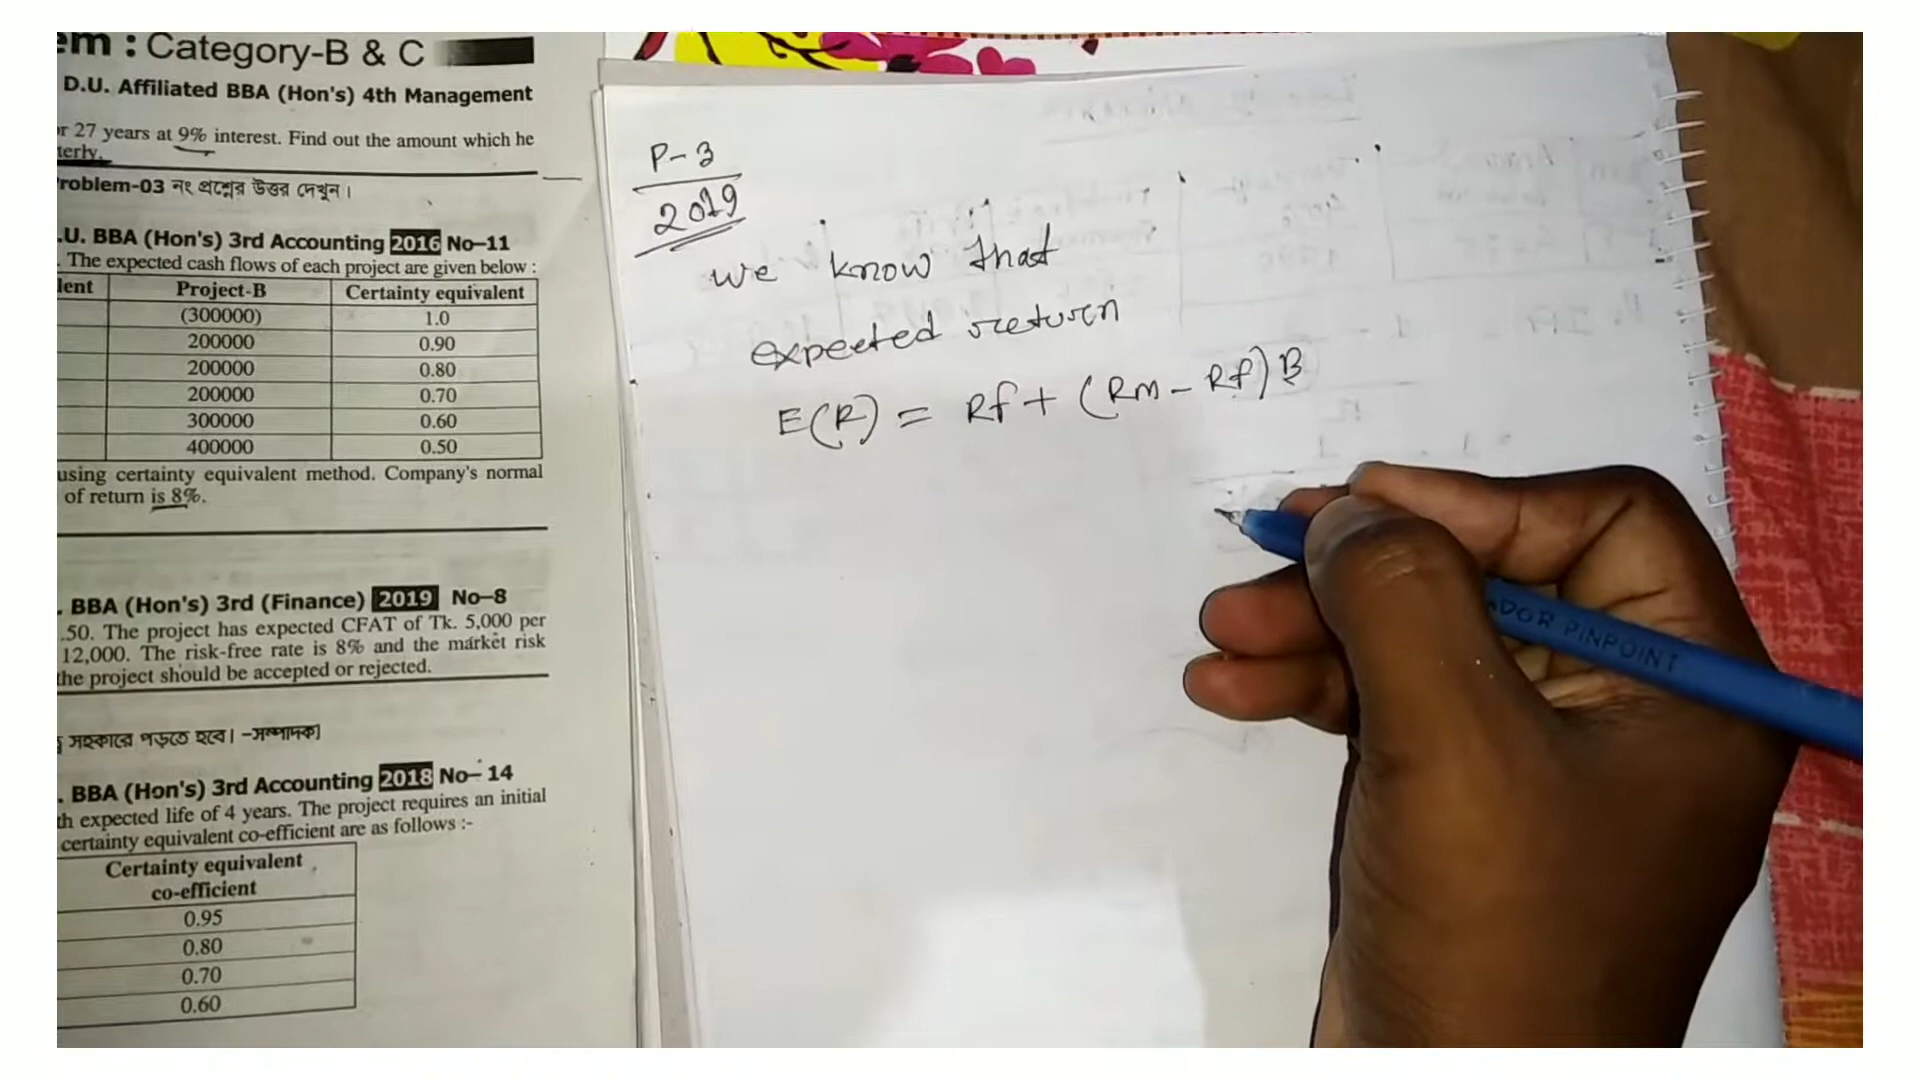 em : Category-B & C
D.U. Affiliated BBA (Hon's) 4th Management
r 27 years at 9% interest. Find out the amount which he
terly.
roblem-03 নং প্রশ্নের উত্তর দেখুন।
.U. BBA (Hon's) 3rd Accounting 2016 No–11
. The expected cash flows of each project are given below :
lent Project-B Certainty equivalent
(300000) 1.0
200000 0.90
200000 0.80
200000 0.70
300000 0.60
400000 0.50
using certainty equivalent method. Company's normal
of return is 8%.
. BBA (Hon's) 3rd (Finance) 2019 No–8
.50. The project has expected CFAT of Tk. 5,000 per
12,000. The risk-free rate is 8% and the market risk
the project should be accepted or rejected.
সহকারে পড়তে হবে। –সম্পাদক]
. BBA (Hon's) 3rd Accounting 2018 No– 14
th expected life of 4 years. The project requires an initial
certainty equivalent co-efficient are as follows :-
Certainty equivalent
co-efficient
0.95
0.80
0.70
0.60
P-3
2019
we know that
expected return
E(R) = Rf + (Rm - Rf) B
PINPOINT